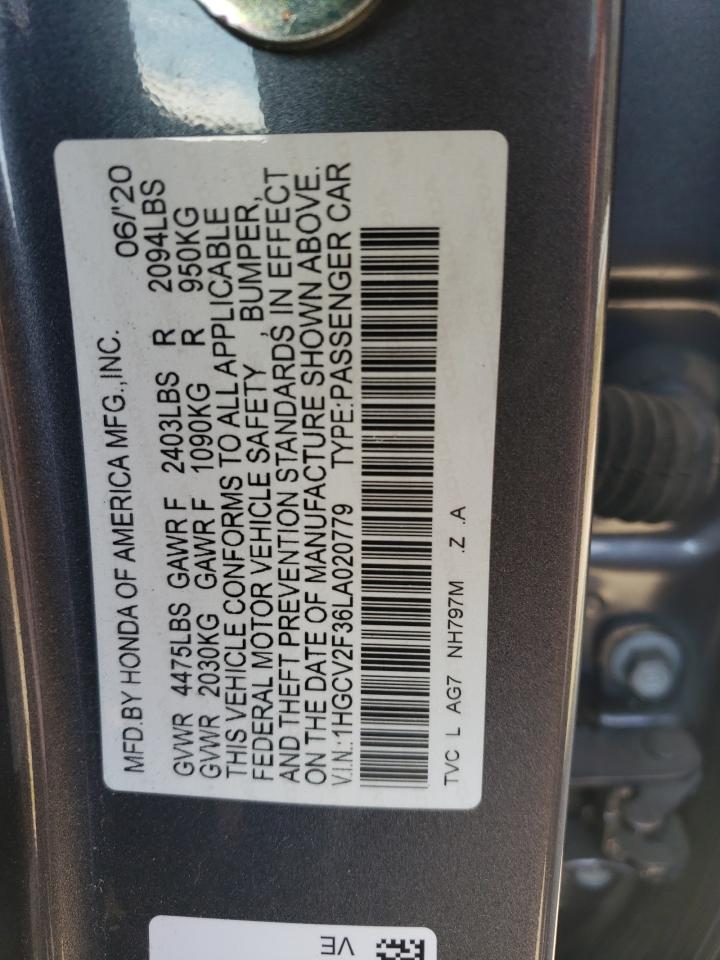 MFD.BY HONDA OF AMERICA MFG.,INC. 06/'20
GVWR 4475LBS GAWR F 2403LBS R 2094LBS
GVWR 2030KG GAWR F 1090KG R 950KG
THIS VEHICLE CONFORMS TO ALL APPLICABLE
FEDERAL MOTOR VEHICLE SAFETY, BUMPER,
AND THEFT PREVENTION STANDARDS IN EFFECT
ON THE DATE OF MANUFACTURE SHOWN ABOVE.
V.I.N.:1HGCV2F36LA020779 TYPE:PASSENGER CAR
TVC L AG7 NH797M .Z .A
VE